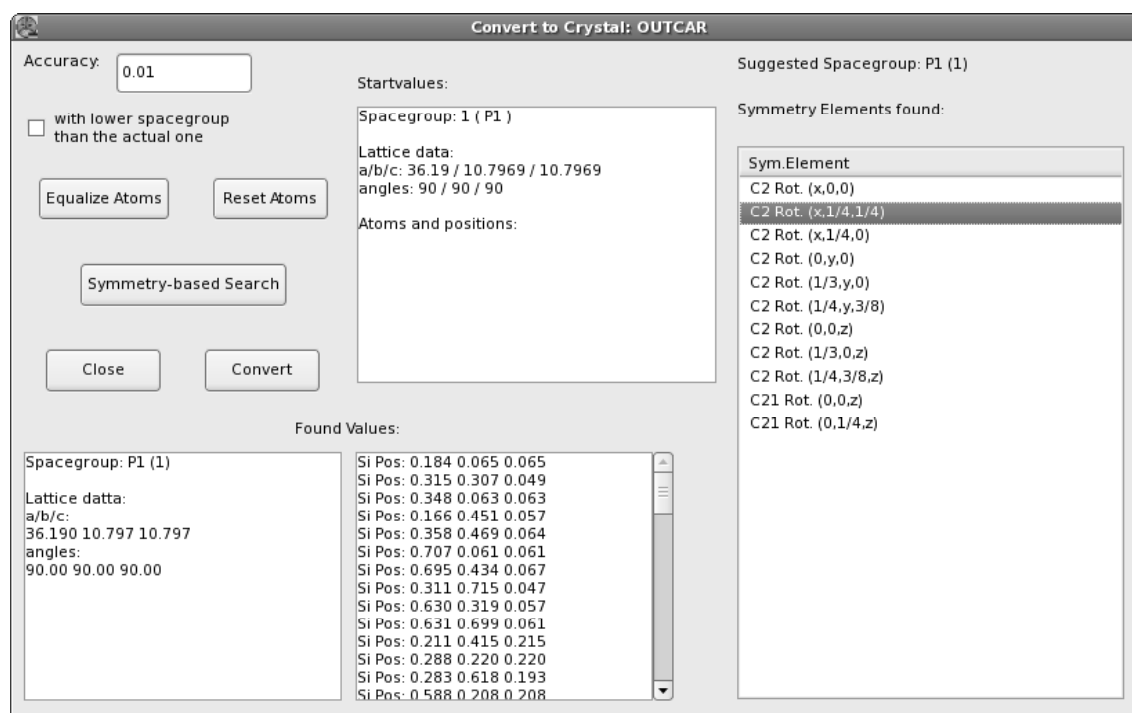 Convert to Crystal: OUTCAR
Accuracy:
0.01
with lower spacegroup
than the actual one
Equalize Atoms
Reset Atoms
Symmetry-based Search
Close
Convert
Startvalues:
Spacegroup: 1 ( P1 )
Lattice data:
a/b/c: 36.19 / 10.7969 / 10.7969
angles: 90 / 90 / 90
Atoms and positions:
Suggested Spacegroup: P1 (1)
Symmetry Elements found:
Sym.Element
C2 Rot. (x,0,0)
C2 Rot. (x,1/4,1/4)
C2 Rot. (x,1/4,0)
C2 Rot. (0,y,0)
C2 Rot. (1/3,y,0)
C2 Rot. (1/4,y,3/8)
C2 Rot. (0,0,z)
C2 Rot. (1/3,0,z)
C2 Rot. (1/4,3/8,z)
C21 Rot. (0,0,z)
C21 Rot. (0,1/4,z)
Found Values:
Spacegroup: P1 (1)
Lattice datta:
a/b/c:
36.190 10.797 10.797
angles:
90.00 90.00 90.00
Si Pos: 0.184 0.065 0.065
Si Pos: 0.315 0.307 0.049
Si Pos: 0.348 0.063 0.063
Si Pos: 0.166 0.451 0.057
Si Pos: 0.358 0.469 0.064
Si Pos: 0.707 0.061 0.061
Si Pos: 0.695 0.434 0.067
Si Pos: 0.311 0.715 0.047
Si Pos: 0.630 0.319 0.057
Si Pos: 0.631 0.699 0.061
Si Pos: 0.211 0.415 0.215
Si Pos: 0.288 0.220 0.220
Si Pos: 0.283 0.618 0.193
Si Pos: 0.588 0.208 0.208